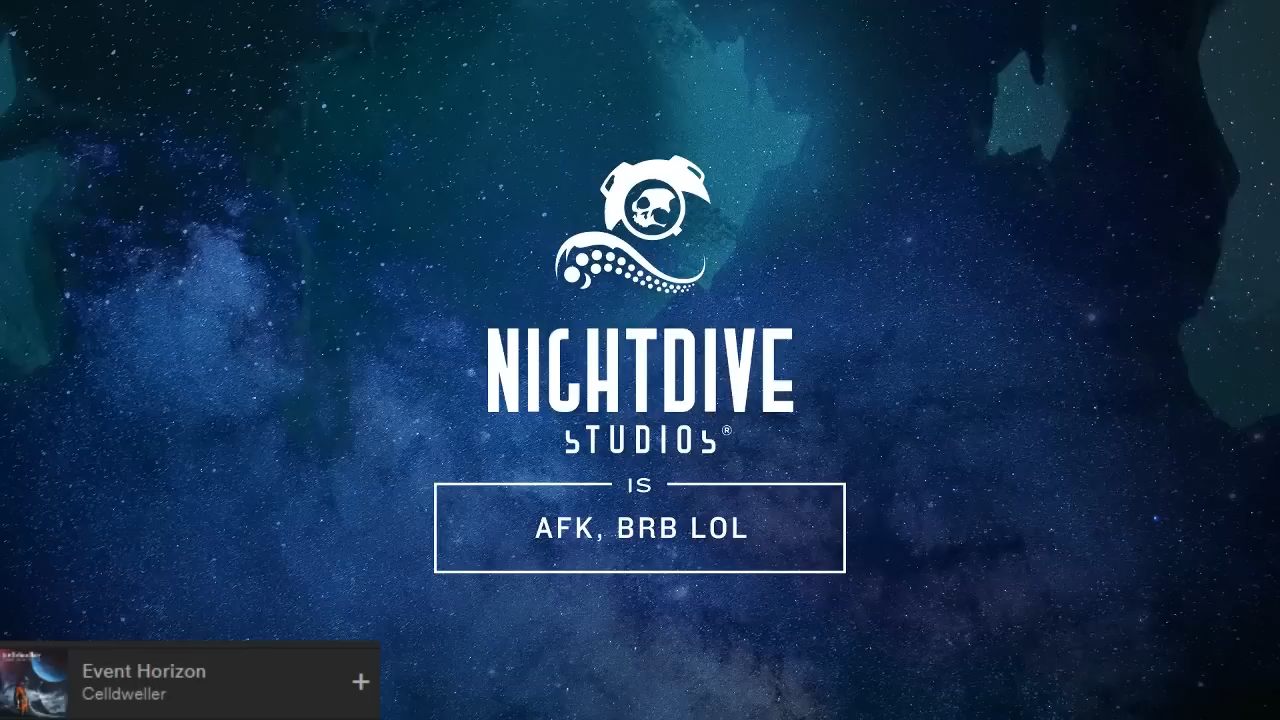 NIGHTDIVE
STUDIOS®
IS
AFK, BRB LOL
Event Horizon
Celldweller
+